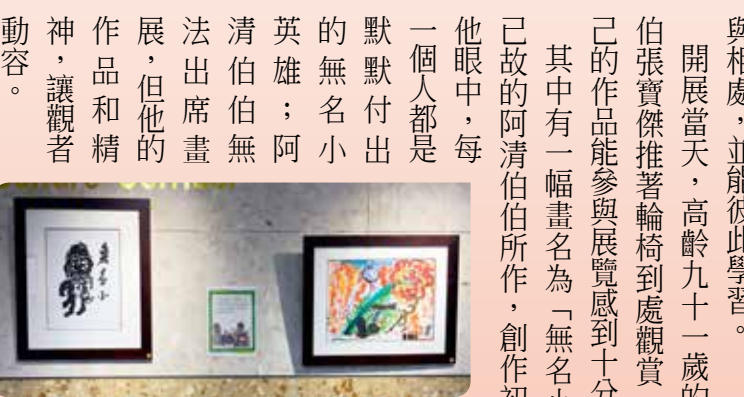 與相處，並能彼此學習。
開展當天，高齡九十一歲的
伯張寶傑推著輪椅到處觀賞
己的作品能參與展覽感到十分
其中有一幅畫名為「無名小
已故的阿清伯伯所作，創作初
他眼中，每
一個人都是
默默付出
的無名小
英雄；阿
清伯伯無
法出席畫
展，但他的
作品和精
神，讓觀者
動容。
無名小